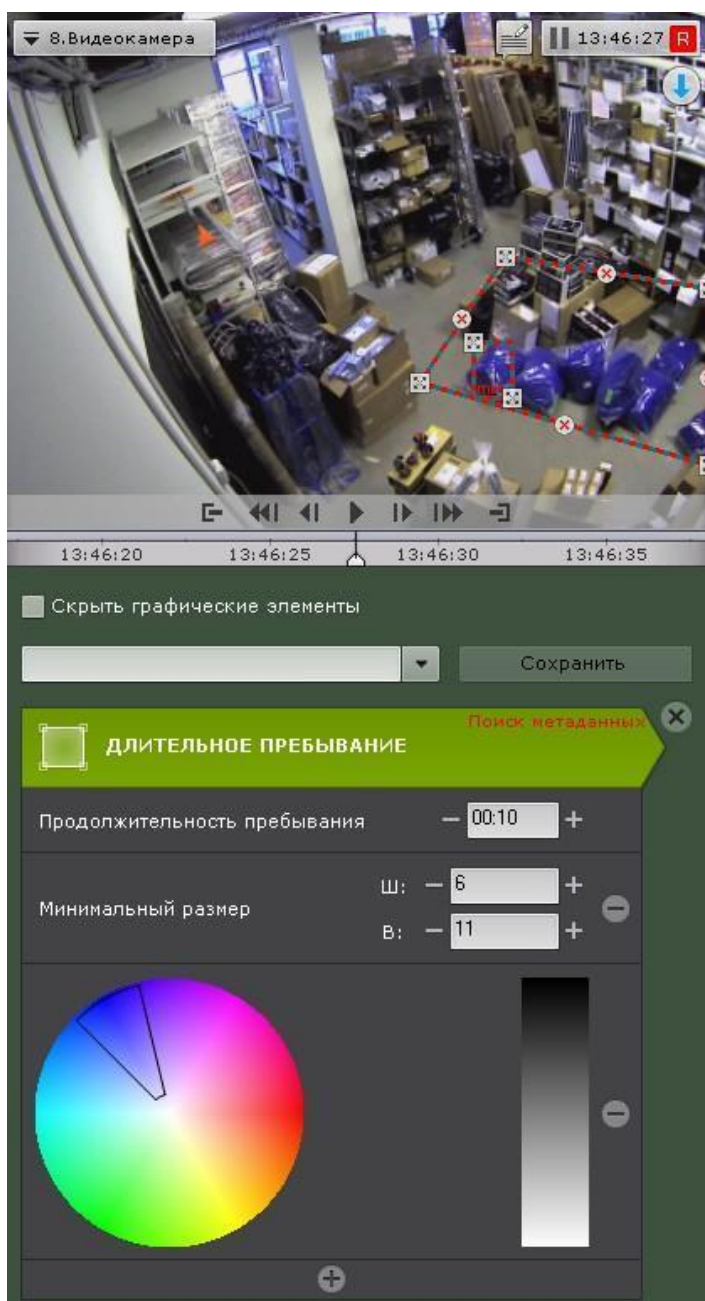 8.Видеокамера
13:46:27 R
min
13:46:20 13:46:25 13:46:30 13:46:35
Скрыть графические элементы
Сохранить
Поиск метаданных
ДЛИТЕЛЬНОЕ ПРЕБЫВАНИЕ
Продолжительность пребывания 00:10
Ш: 6
Минимальный размер
В: 11